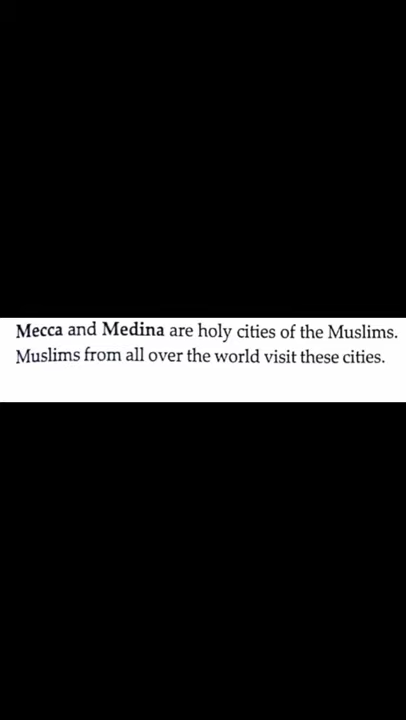 Mecca and Medina are holy cities of the Muslims.
Muslims from all over the world visit these cities.